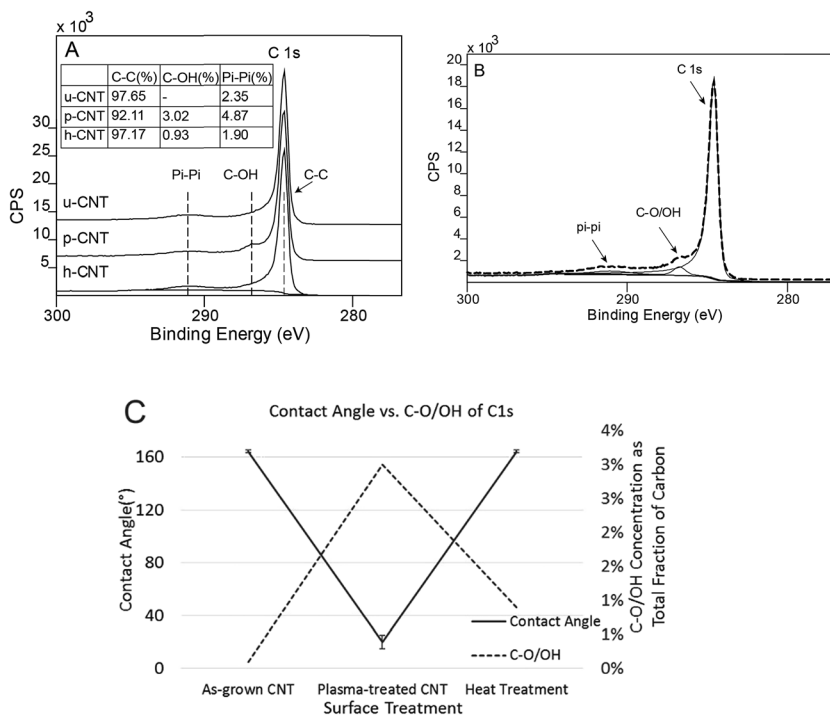 x 10³
A
C 1s
C-C(%) C-OH(%) Pi-Pi(%)
u-CNT 97.65 - 2.35
p-CNT 92.11 3.02 4.87
h-CNT 97.17 0.93 1.90
30
25
20
15
10
5
CPS
Pi-Pi
C-OH
C-C
u-CNT
p-CNT
h-CNT
300 290 280
Binding Energy (eV)
x 10³
B
20
18
16
14
12
10
8
6
4
2
CPS
C 1s
C-O/OH
pi-pi
300 290 280
Binding Energy (eV)
C
Contact Angle vs. C-O/OH of C1s
160
120
80
40
0
Contact Angle(°)
4%
3%
3%
2%
2%
1%
1%
0%
C-O/OH Concentration as
Total Fraction of Carbon
Contact Angle
C-O/OH
As-grown CNT Plasma-treated CNT Heat Treatment
Surface Treatment